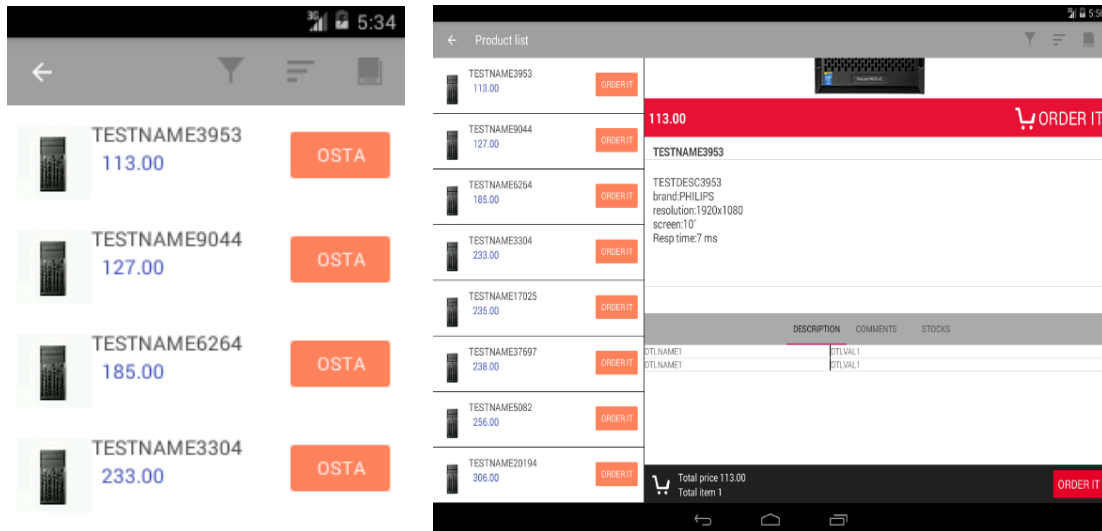 3G 5:34
TESTNAME3953
113.00
OSTA
TESTNAME9044
127.00
OSTA
TESTNAME6264
185.00
OSTA
TESTNAME3304
233.00
OSTA
Product list
TESTNAME3953
113.00
ORDER IT
TESTNAME9044
127.00
ORDER IT
TESTNAME6264
185.00
ORDER IT
TESTNAME3304
233.00
ORDER IT
TESTNAME17025
235.00
ORDER IT
TESTNAME37697
238.00
ORDER IT
TESTNAME5082
256.00
ORDER IT
TESTNAME20194
306.00
ORDER IT
113.00
ORDER IT
TESTNAME3953
TESTDESC3953
brand:PHILIPS
resolution:1920x1080
screen:10"
Resp time:7 ms
DESCRIPTION COMMENTS STOCKS
DTLNAME1 DTLVAL1
DTLNAME1 DTLVAL1
Total price 113.00
Total item 1
ORDER IT